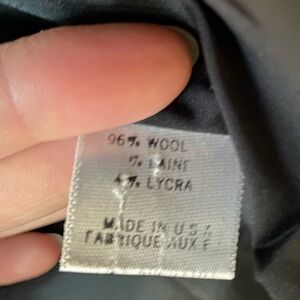 96% WOOL
% LAINE
4% LYCRA
MADE IN U.S.A
FABRIQUE AUX E